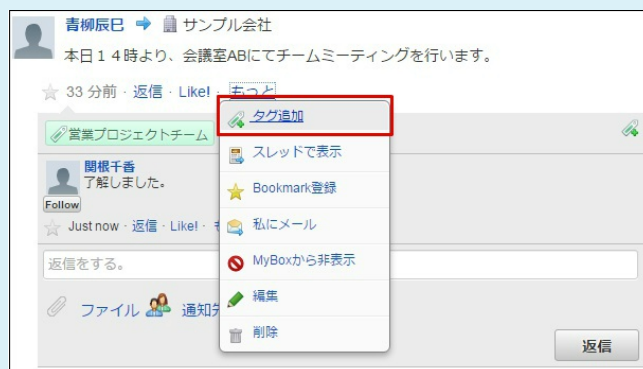 青柳辰巳 サンプル会社
本日14時より、会議室ABにてチームミーティングを行います。
33 分前 · 返信 · Like! · もっと
タグ追加
営業プロジェクトチーム
スレッドで表示
関根千香
了解しました。
Follow
Bookmark登録
Just now · 返信 · Like! ·
私にメール
返信をする。
MyBoxから非表示
ファイル 通知先
編集
削除
返信